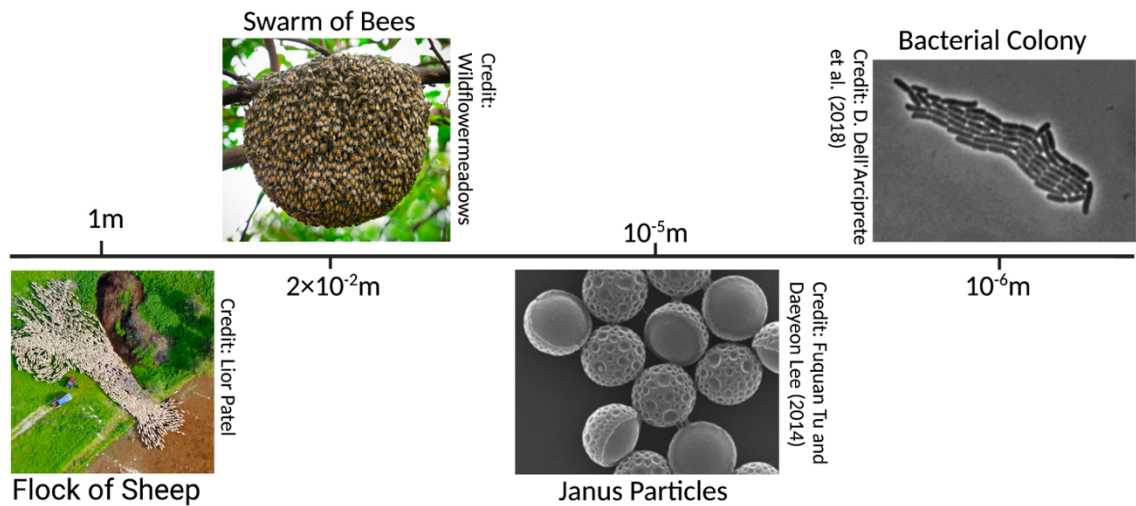 Swarm of Bees
Credit:
Wildflowermeadows
Bacterial Colony
Credit: D. Dell'Arciprete
et al. (2018)
1m
10⁻⁵m
2×10⁻²m
10⁻⁶m
Credit: Lior Patel
Flock of Sheep
Credit: Fuquan Tu and
Daeyeon Lee (2014)
Janus Particles